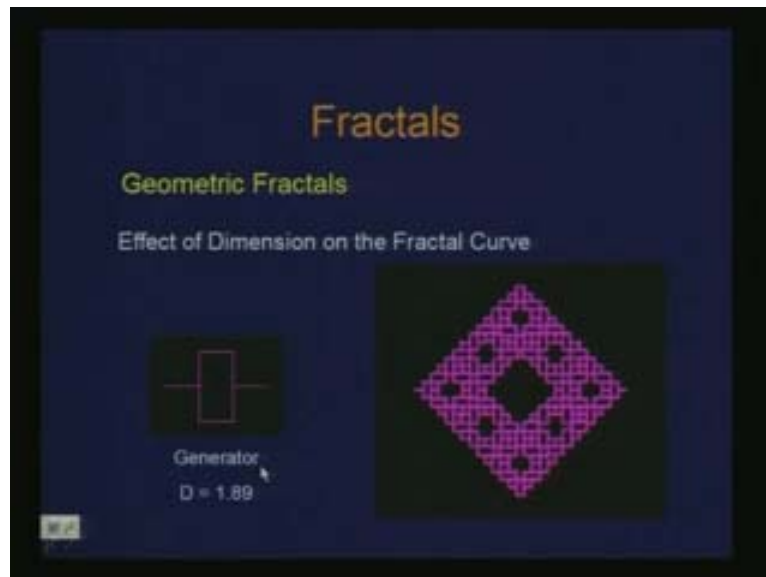 Fractals
Geometric Fractals
Effect of Dimension on the Fractal Curve
Generator
D = 1.89